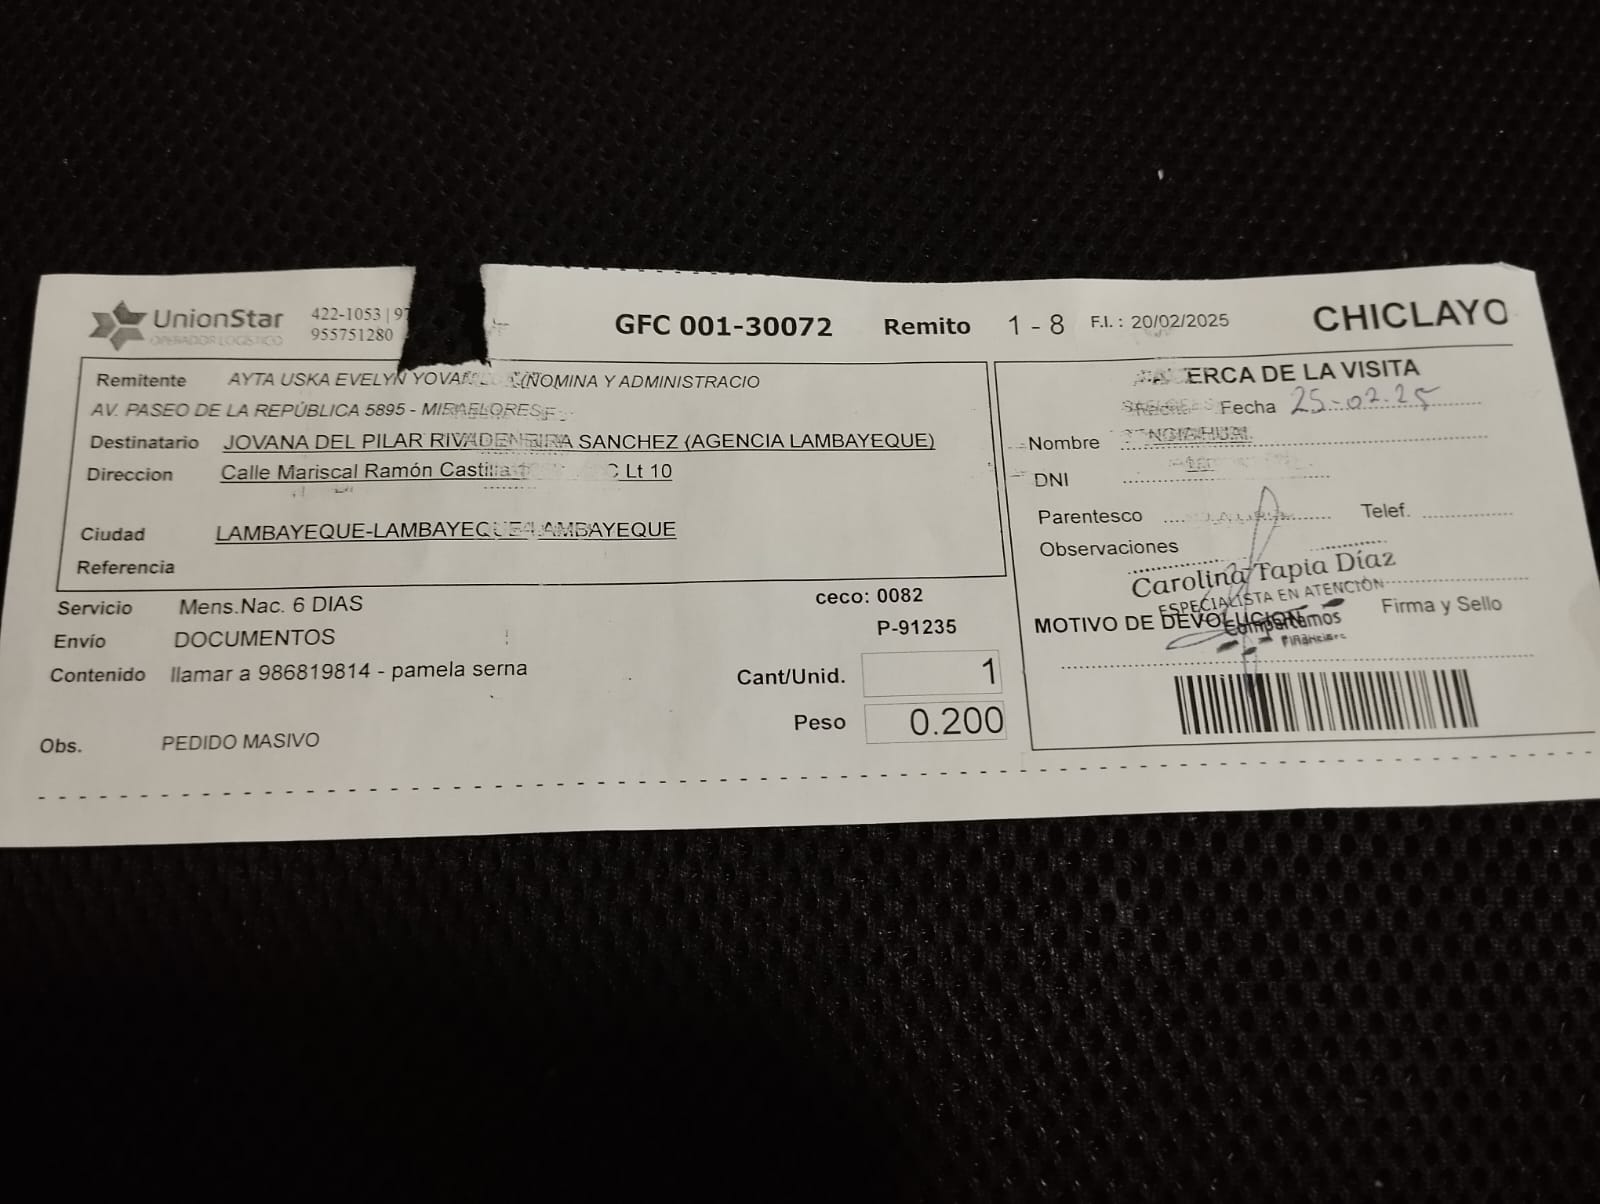 UnionStar
OPERADOR LOGISTICO
422-1053 | 97
955751280
GFC 001-30072
Remito 1 - 8
F.I.: 20/02/2025
CHICLAYO
Remitente AYTA USKA EVELYN (NOMINA Y ADMINISTRACIO
AV. PASEO DE LA REPÚBLICA 5895 - MIRAFLORES
Destinatario JOVANA DEL PILAR RIVADENEIRA SANCHEZ (AGENCIA LAMBAYEQUE)
Direccion Calle Mariscal Ramón Castilla Lt 10
Ciudad LAMBAYEQUE-LAMBAYEQUE-LAMBAYEQUE
Referencia
Servicio Mens.Nac. 6 DIAS
ceco: 0082
Envío DOCUMENTOS
P-91235
Contenido llamar a 986819814 - pamela serna
Cant/Unid. 1
Peso 0.200
Obs. PEDIDO MASIVO
ERCA DE LA VISITA
Fecha 25-02-25
Nombre
DNI
Parentesco
Telef.
Observaciones
Carolina Tapia Díaz
ESPECIALISTA EN ATENCIÓN
MOTIVO DE DEVOLUCION
Compartamos
Financiera
Firma y Sello